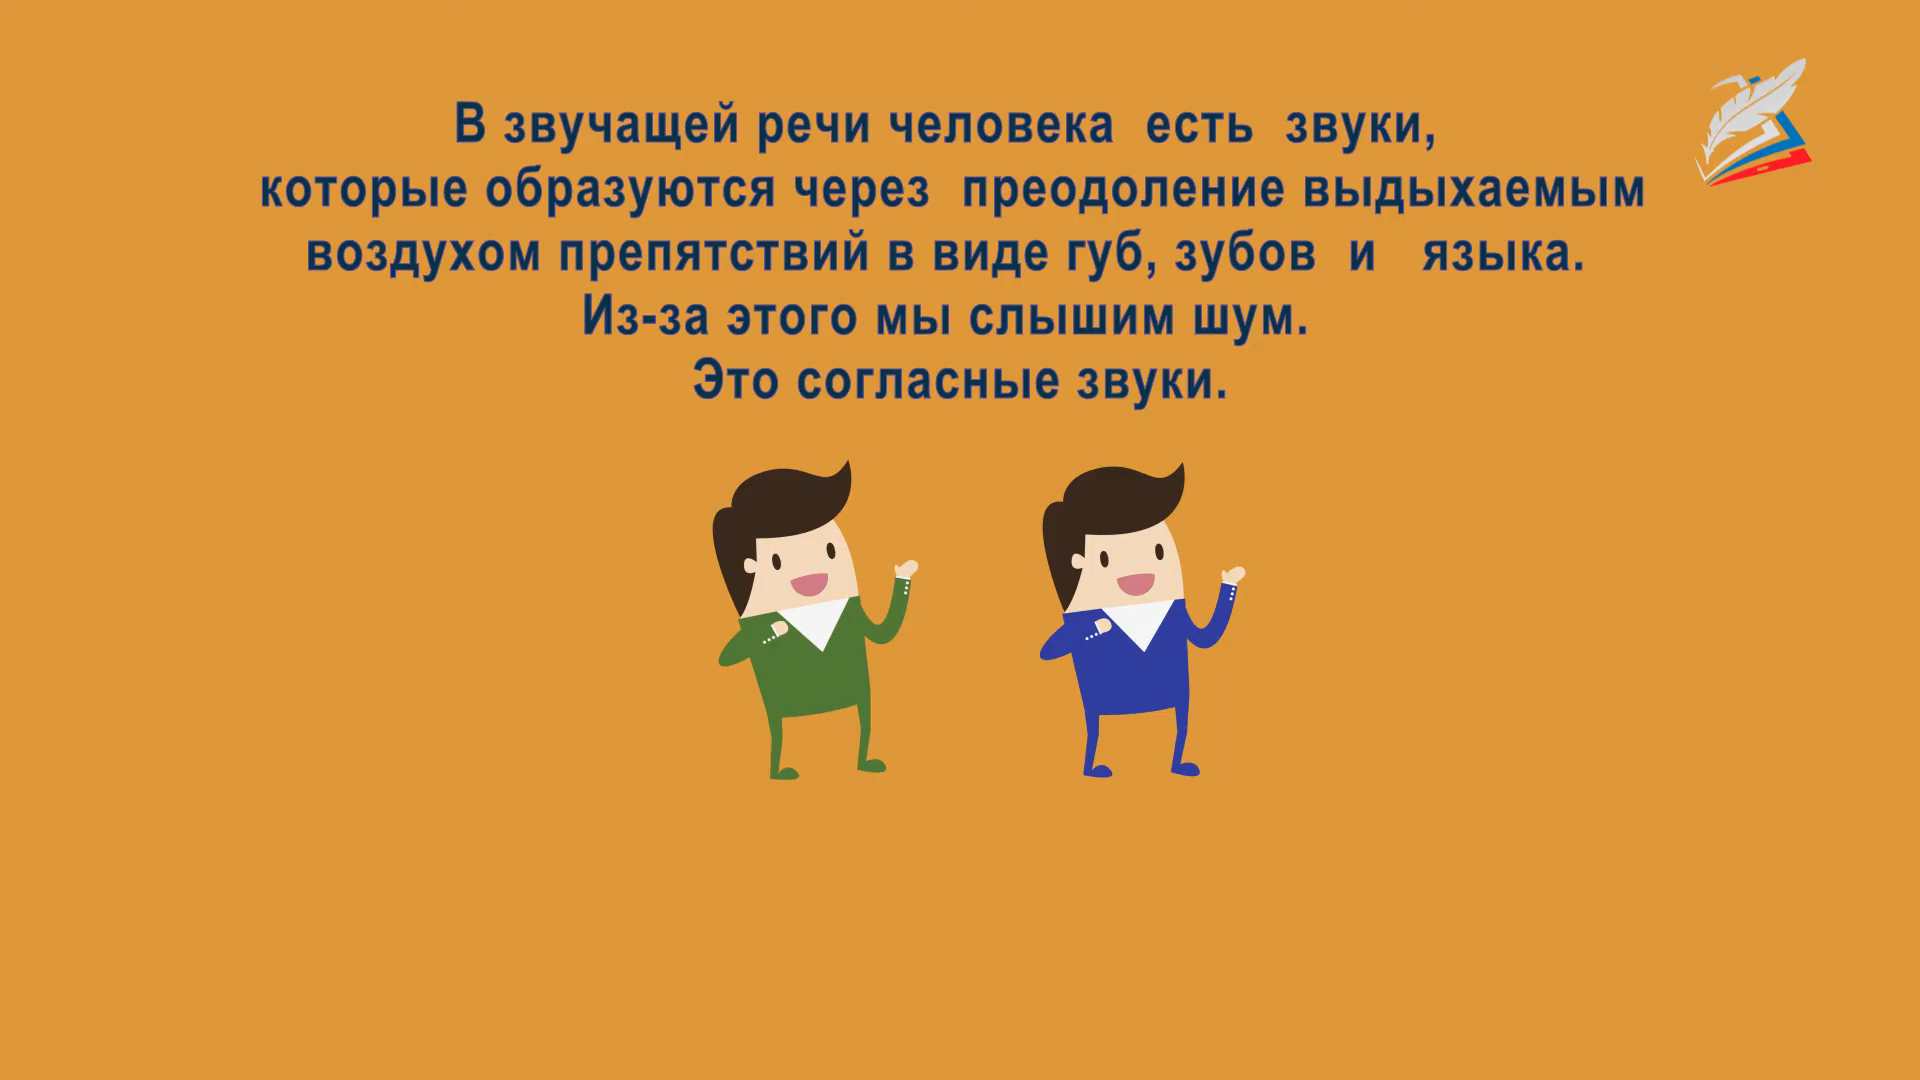 В звучащей речи человека есть звуки,
которые образуются через преодоление выдыхаемым
воздухом препятствий в виде губ, зубов и языка.
Из-за этого мы слышим шум.
Это согласные звуки.